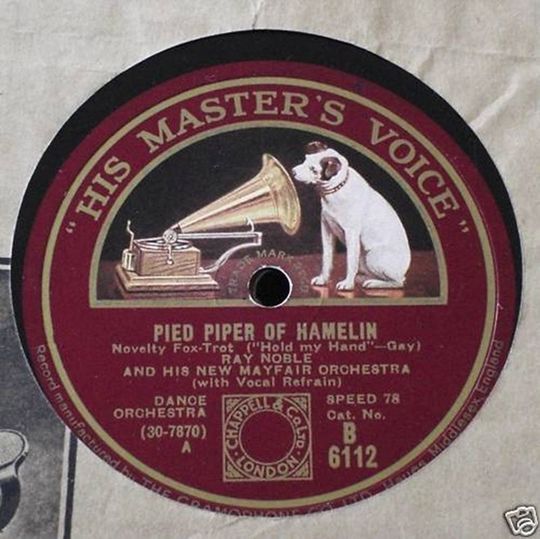 "HIS MASTER'S VOICE"
TRADE MARK
PIED PIPER OF HAMELIN
Novelty Fox-Trot ("Hold my Hand"—Gay)
RAY NOBLE
AND HIS NEW MAYFAIR ORCHESTRA
(with Vocal Refrain)
DANCE
ORCHESTRA
(30-7870)
A
CHAPPELL & Co LTD
LONDON
SPEED 78
Cat. No.
B
6112
Record manufactured by THE GRAMOPHONE CO. LTD., Hayes, Middlesex, England